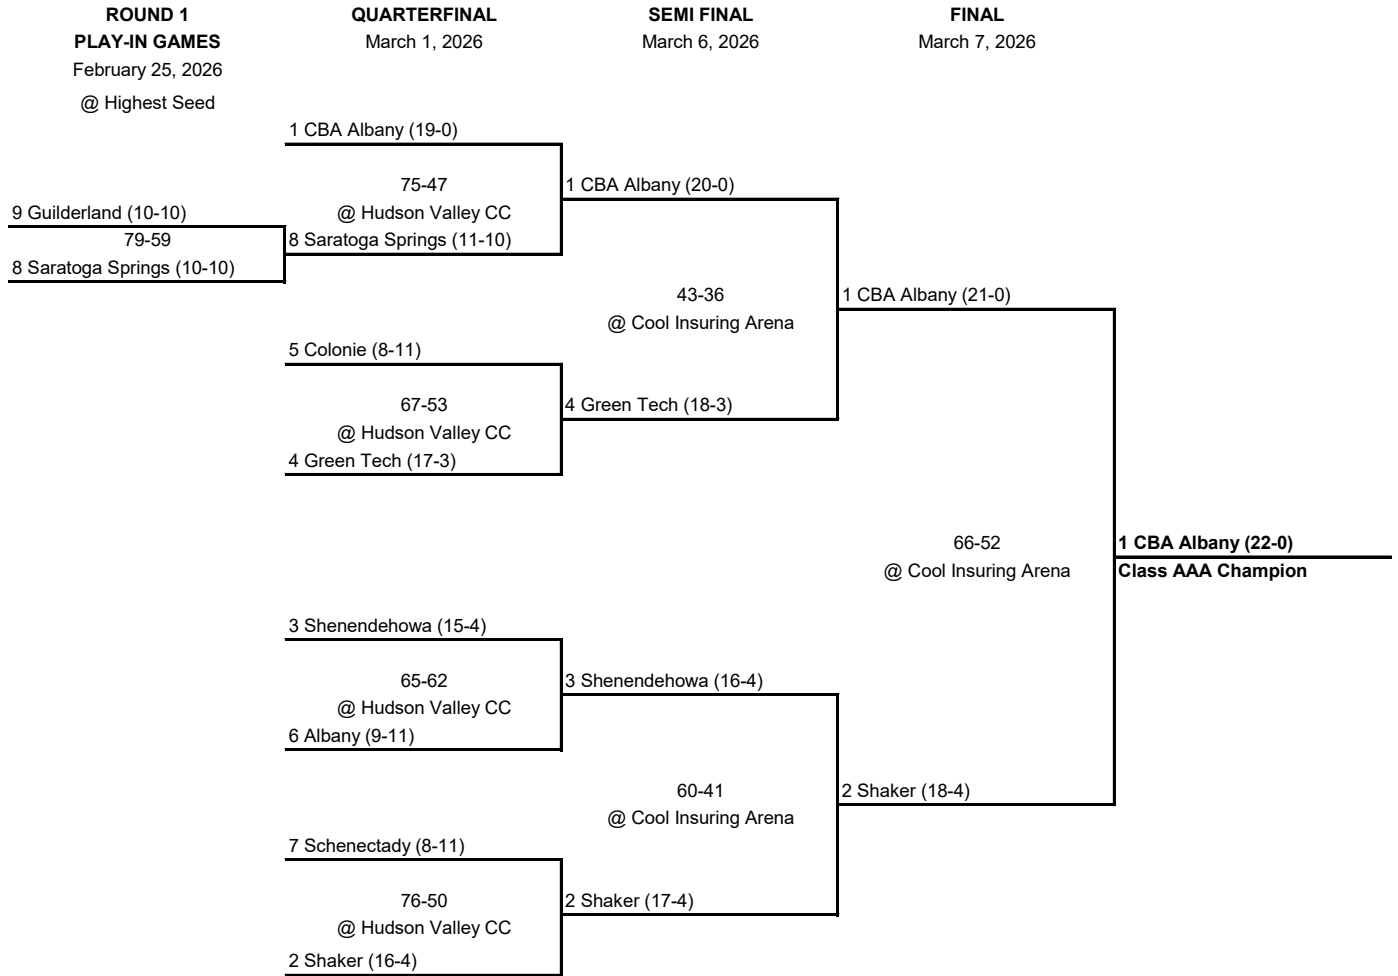 ROUND 1
PLAY-IN GAMES
February 25, 2026
@ Highest Seed
QUARTERFINAL
March 1, 2026
SEMI FINAL
March 6, 2026
FINAL
March 7, 2026
9 Guilderland (10-10)
79-59
8 Saratoga Springs (10-10)
1 CBA Albany (19-0)
75-47
@ Hudson Valley CC
8 Saratoga Springs (11-10)
5 Colonie (8-11)
67-53
@ Hudson Valley CC
4 Green Tech (17-3)
3 Shenendehowa (15-4)
65-62
@ Hudson Valley CC
6 Albany (9-11)
7 Schenectady (8-11)
76-50
@ Hudson Valley CC
2 Shaker (16-4)
1 CBA Albany (20-0)
43-36
@ Cool Insuring Arena
4 Green Tech (18-3)
3 Shenendehowa (16-4)
60-41
@ Cool Insuring Arena
2 Shaker (17-4)
1 CBA Albany (21-0)
66-52
@ Cool Insuring Arena
2 Shaker (18-4)
1 CBA Albany (22-0)
Class AAA Champion